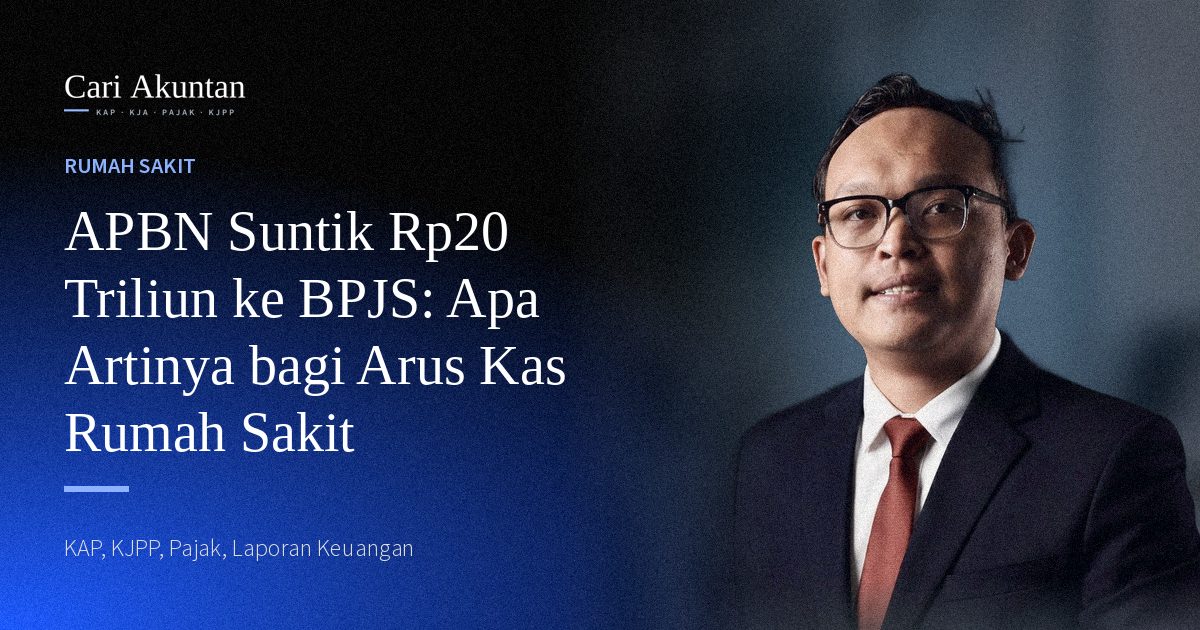 Cari Akuntan
KAP · KJA · PAJAK · KJPP
RUMAH SAKIT
APBN Suntik Rp20
Triliun ke BPJS: Apa
Artinya bagi Arus Kas
Rumah Sakit
KAP, KJPP, Pajak, Laporan Keuangan